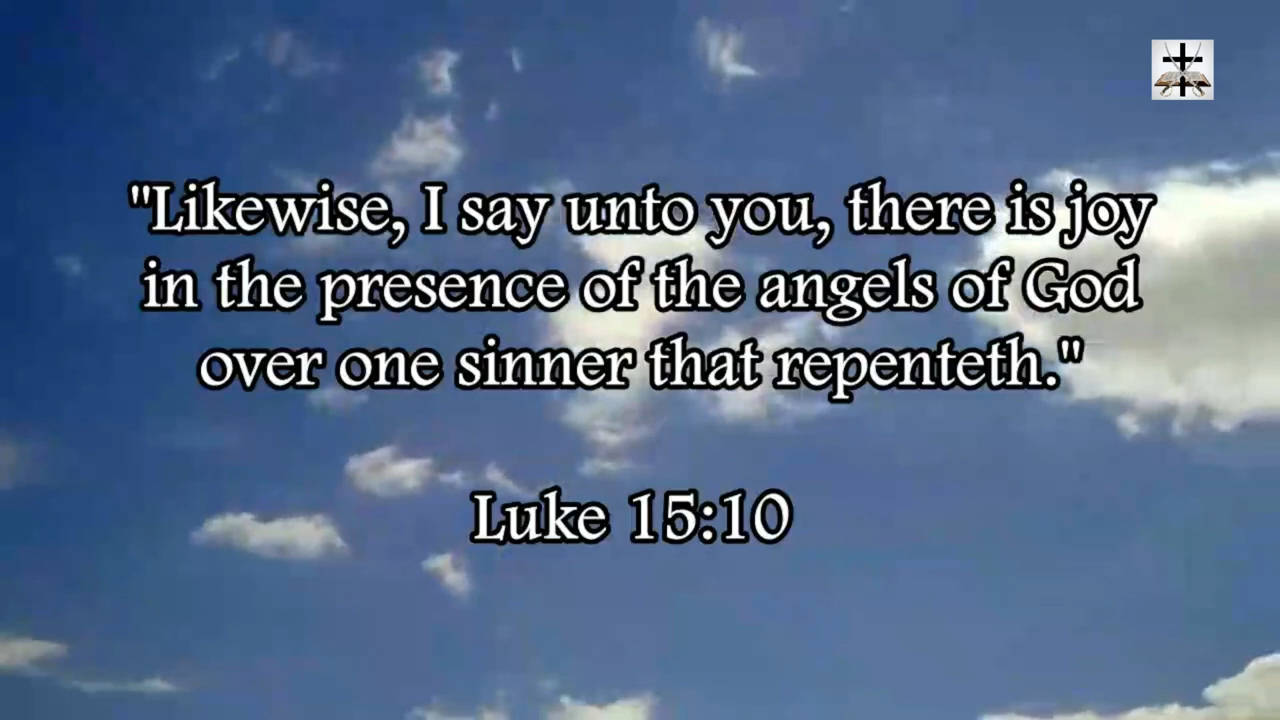 "Likewise, I say unto you, there is joy
in the presence of the angels of God
over one sinner that repenteth."
Luke 15:10